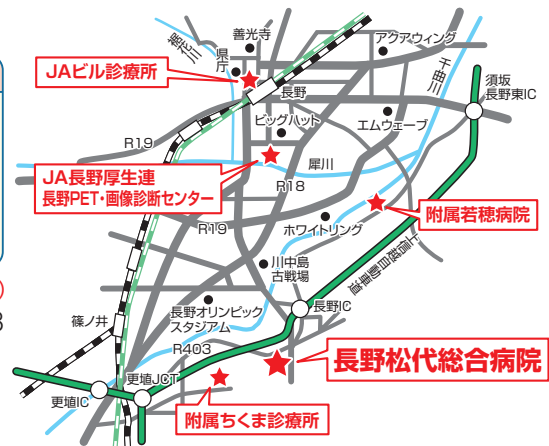 善光寺
アクアウィング
裾花川
県庁
千曲川
JAビル診療所
須坂
長野東IC
長野
ビッグハット
エムウェーブ
R19
犀川
JA長野厚生連
長野PET・画像診断センター
R18
附属若穂病院
R19
ホワイトリング
川中島
古戦場
上信越自動車道
長野オリンピック
スタジアム
長野IC
篠ノ井
R403
長野松代総合病院
更埴JCT
更埴IC
附属ちくま診療所